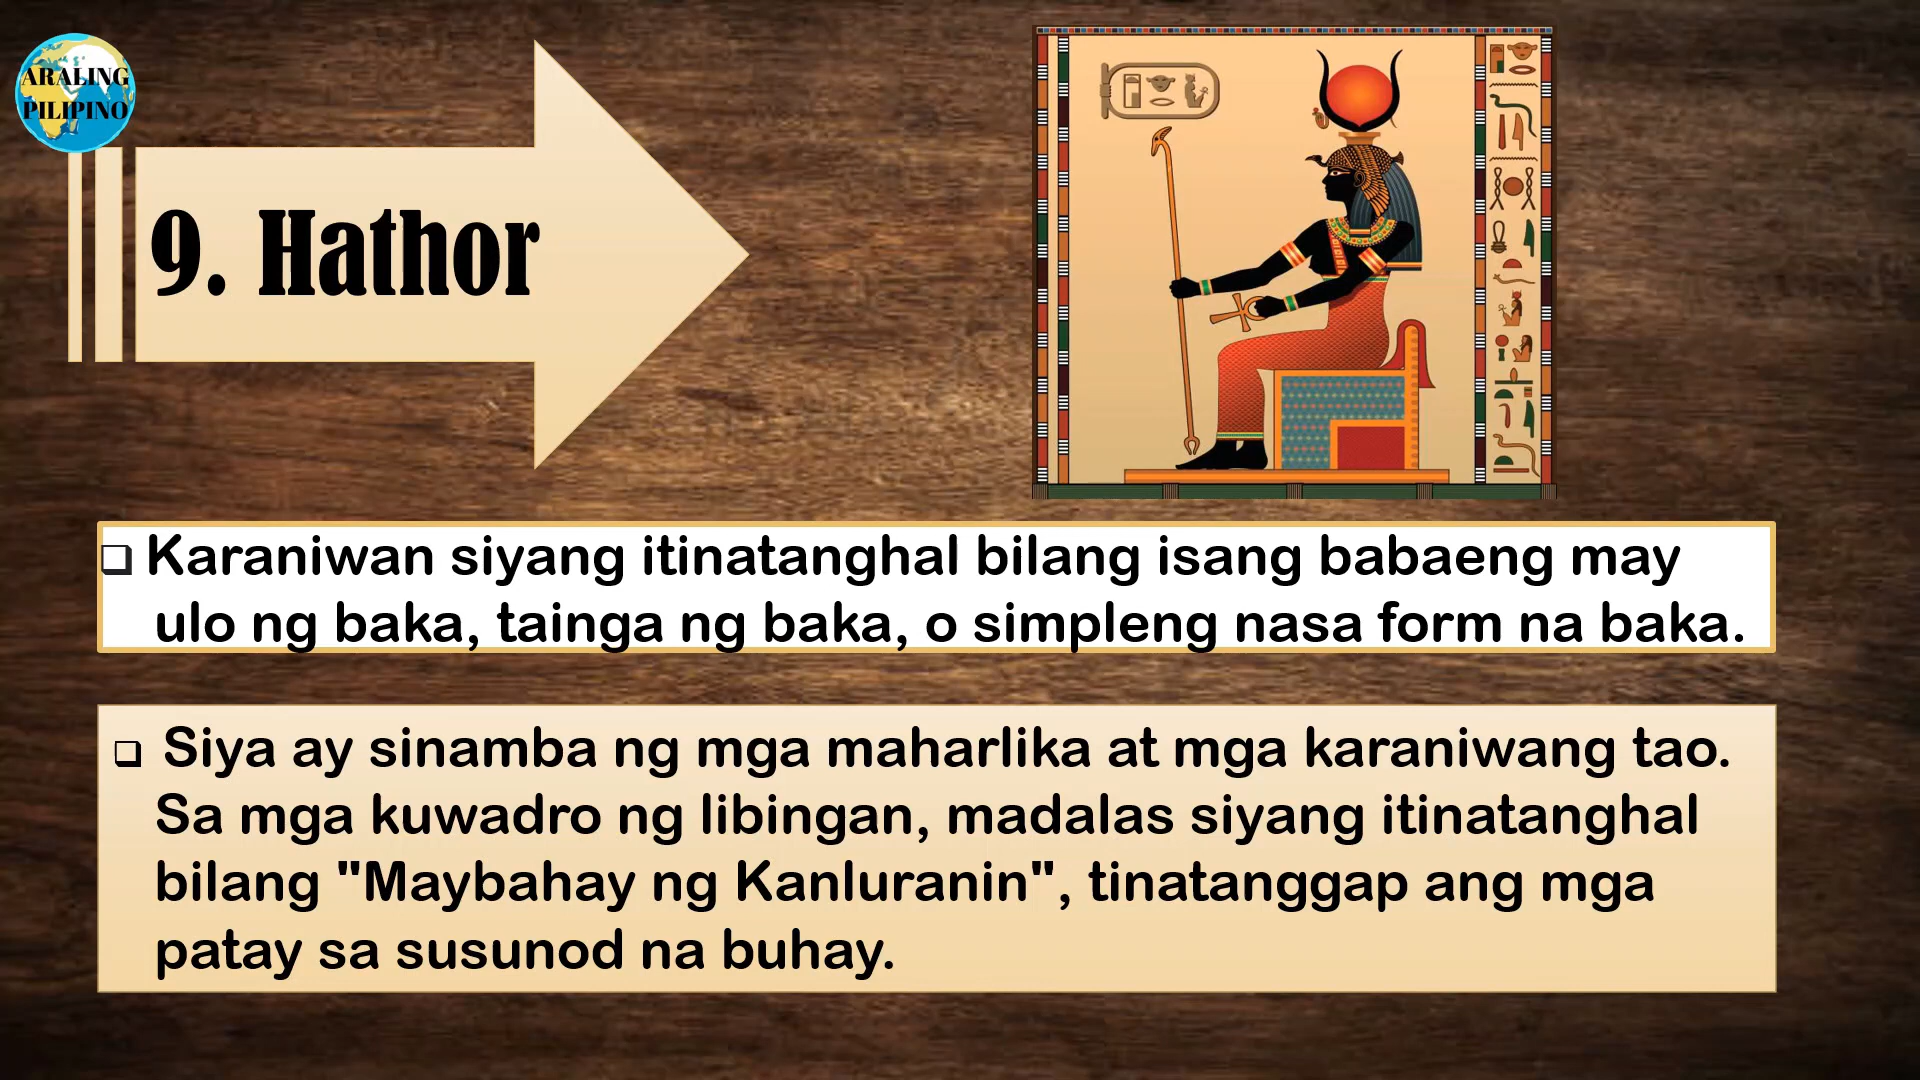 ARALING
PILIPINO
9. Hathor
Karaniwan siyang itinatanghal bilang isang babaeng may
ulo ng baka, tainga ng baka, o simpleng nasa form na baka.
Siya ay sinamba ng mga maharlika at mga karaniwang tao.
Sa mga kuwadro ng libingan, madalas siyang itinatanghal
bilang "Maybahay ng Kanluranin", tinatanggap ang mga
patay sa susunod na buhay.